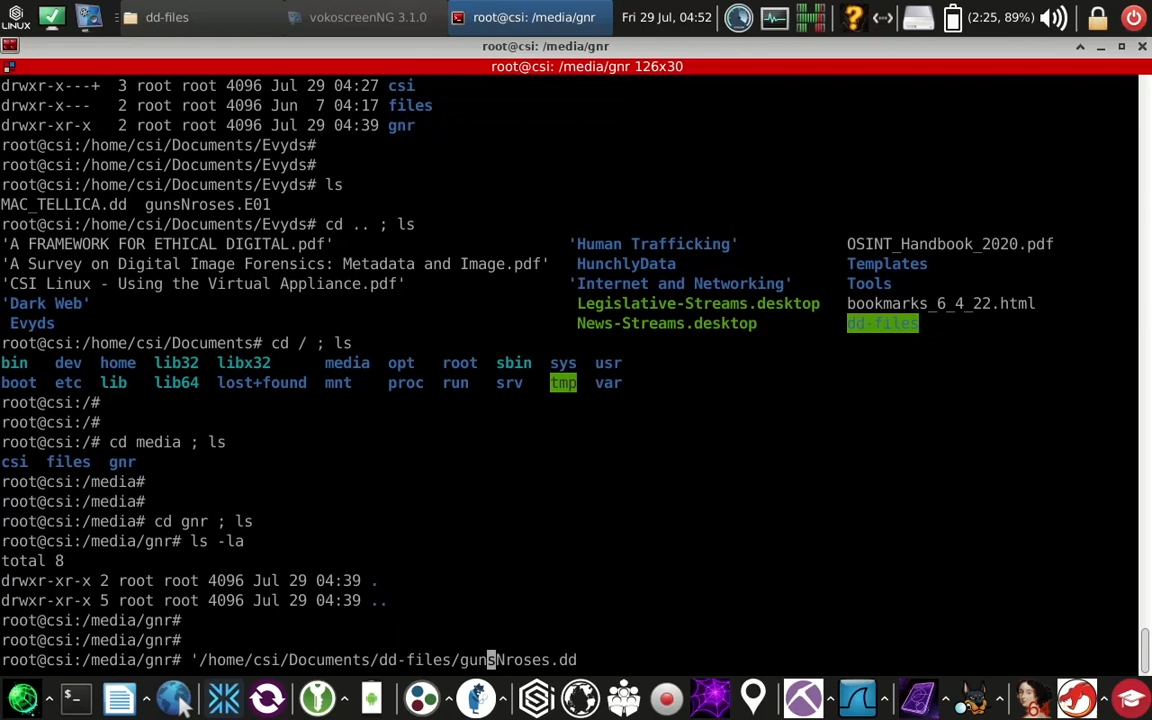 LINUX
dd-files
vokoscreenNG 3.1.0
root@csi: /media/gnr
Fri 29 Jul, 04:52
(2:25, 89%)
root@csi: /media/gnr
root@csi: /media/gnr 126x30
drwxr-x---+ 3 root root 4096 Jul 29 04:27 csi
drwxr-x---  2 root root 4096 Jun  7 04:17 files
drwxr-xr-x  2 root root 4096 Jul 29 04:39 gnr
root@csi:/home/csi/Documents/Evyds#
root@csi:/home/csi/Documents/Evyds#
root@csi:/home/csi/Documents/Evyds# ls
MAC_TELLICA.dd  gunsNroses.E01
root@csi:/home/csi/Documents/Evyds# cd .. ; ls
'A FRAMEWORK FOR ETHICAL DIGITAL.pdf' 'Human Trafficking' OSINT_Handbook_2020.pdf
'A Survey on Digital Image Forensics: Metadata and Image.pdf' HunchlyData Templates
'CSI Linux - Using the Virtual Appliance.pdf' 'Internet and Networking' Tools
'Dark Web' Legislative-Streams.desktop bookmarks_6_4_22.html
Evyds News-Streams.desktop dd-files
root@csi:/home/csi/Documents# cd / ; ls
bin dev home lib32 libx32 media opt root sbin sys usr
boot etc lib lib64 lost+found mnt proc run srv tmp var
root@csi:/#
root@csi:/#
root@csi:/# cd media ; ls
csi files gnr
root@csi:/media#
root@csi:/media#
root@csi:/media# cd gnr ; ls
root@csi:/media/gnr# ls -la
total 8
drwxr-xr-x 2 root root 4096 Jul 29 04:39 .
drwxr-xr-x 5 root root 4096 Jul 29 04:39 ..
root@csi:/media/gnr#
root@csi:/media/gnr#
root@csi:/media/gnr# '/home/csi/Documents/dd-files/gunsNroses.dd